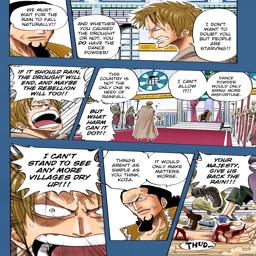 WE MUST
WAIT FOR THE
RAIN TO FALL
NATURALLY!!
AND WHETHER
YOU CAUSED
THE DROUGHT
OR NOT, YOU
DO HAVE
THE DANCE
POWDER!
I DON'T
WANT TO
DOUBT YOU,
BUT PEOPLE
ARE
STARVING!!
IF IT SHOULD RAIN,
THE DROUGHT WILL
END, AND MAYBE
THE REBELLION
WILL TOO!!
BUT
WHAT
HARM
CAN IT
DO?!!
THIS
COUNTRY IS NOT
THE ONLY ONE IN
NEED OF
RAINFALL.
I CAN'T
ALLOW
IT!!
DANCE
POWDER
WOULD ONLY
BRING MORE
MISFORTUNE!
I CAN'T
STAND TO SEE
ANY MORE
VILLAGES DRY
UP!!!
THINGS
AREN'T AS
SIMPLE AS
YOU THINK,
KOZA.
IT WOULD
ONLY MAKE
MATTERS
WORSE.
YOUR
MAJESTY,
GIVE US
BACK THE
RAIN!!!
THUD...